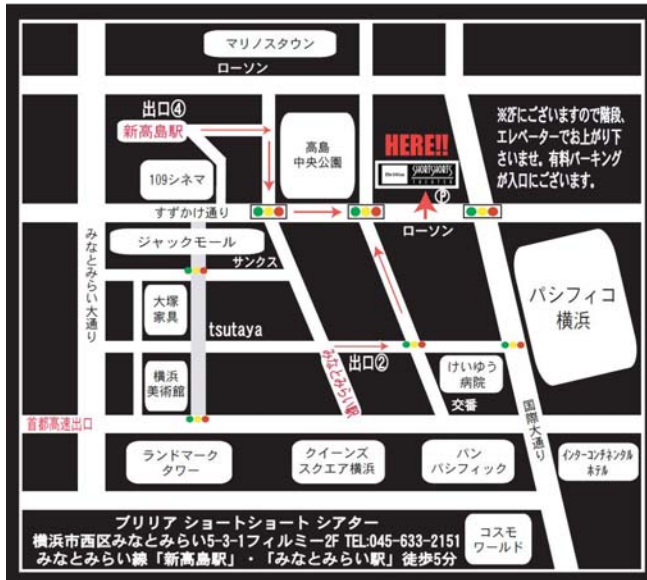 マリノスタウン
ローソン
出口④
新高島駅
高島
中央公園
HERE!!
Brillia
SHORTSHORTS
THEATER
Ⓟ
※2Fにございますので階段、
エレベーターでお上がり下
さいませ。有料パーキング
が入口にございます。
109シネマ
すずかけ通り
ローソン
ジャックモール
サンクス
みなとみらい大通り
大塚
家具
tsutaya
パシフィコ
横浜
横浜
美術館
出口②
みなとみらい駅
けいゆう
病院
交番
国際大通り
首都高速出口
ランドマーク
タワー
クイーンズ
スクエア横浜
パン
パシフィック
インターコンチネンタル
ホテル
ブリリア ショートショート シアター
横浜市西区みなとみらい5-3-1フィルミー2F TEL:045-633-2151
みなとみらい線「新高島駅」・「みなとみらい駅」徒歩5分
コスモ
ワールド